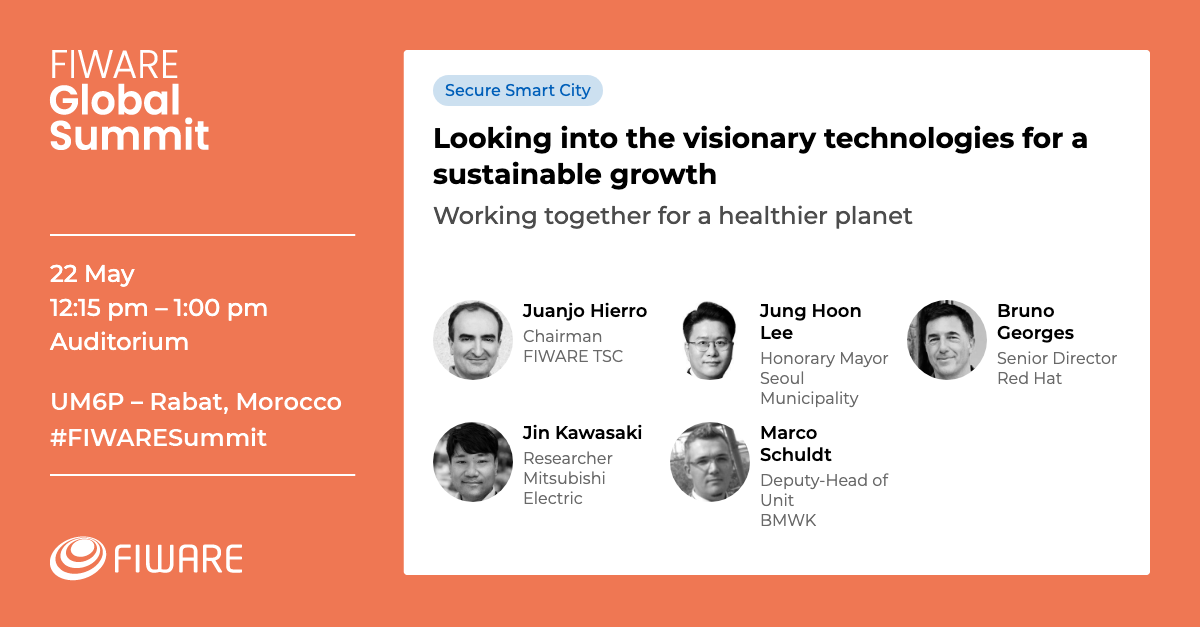 FIWARE
Global
Summit
22 May
12:15 pm – 1:00 pm
Auditorium
UM6P – Rabat, Morocco
#FIWARESummit
FIWARE
Secure Smart City
Looking into the visionary technologies for a
sustainable growth
Working together for a healthier planet
Juanjo Hierro
Chairman
FIWARE TSC
Jung Hoon
Lee
Honorary Mayor
Seoul
Municipality
Bruno
Georges
Senior Director
Red Hat
Jin Kawasaki
Researcher
Mitsubishi
Electric
Marco
Schuldt
Deputy-Head of
Unit
BMWK